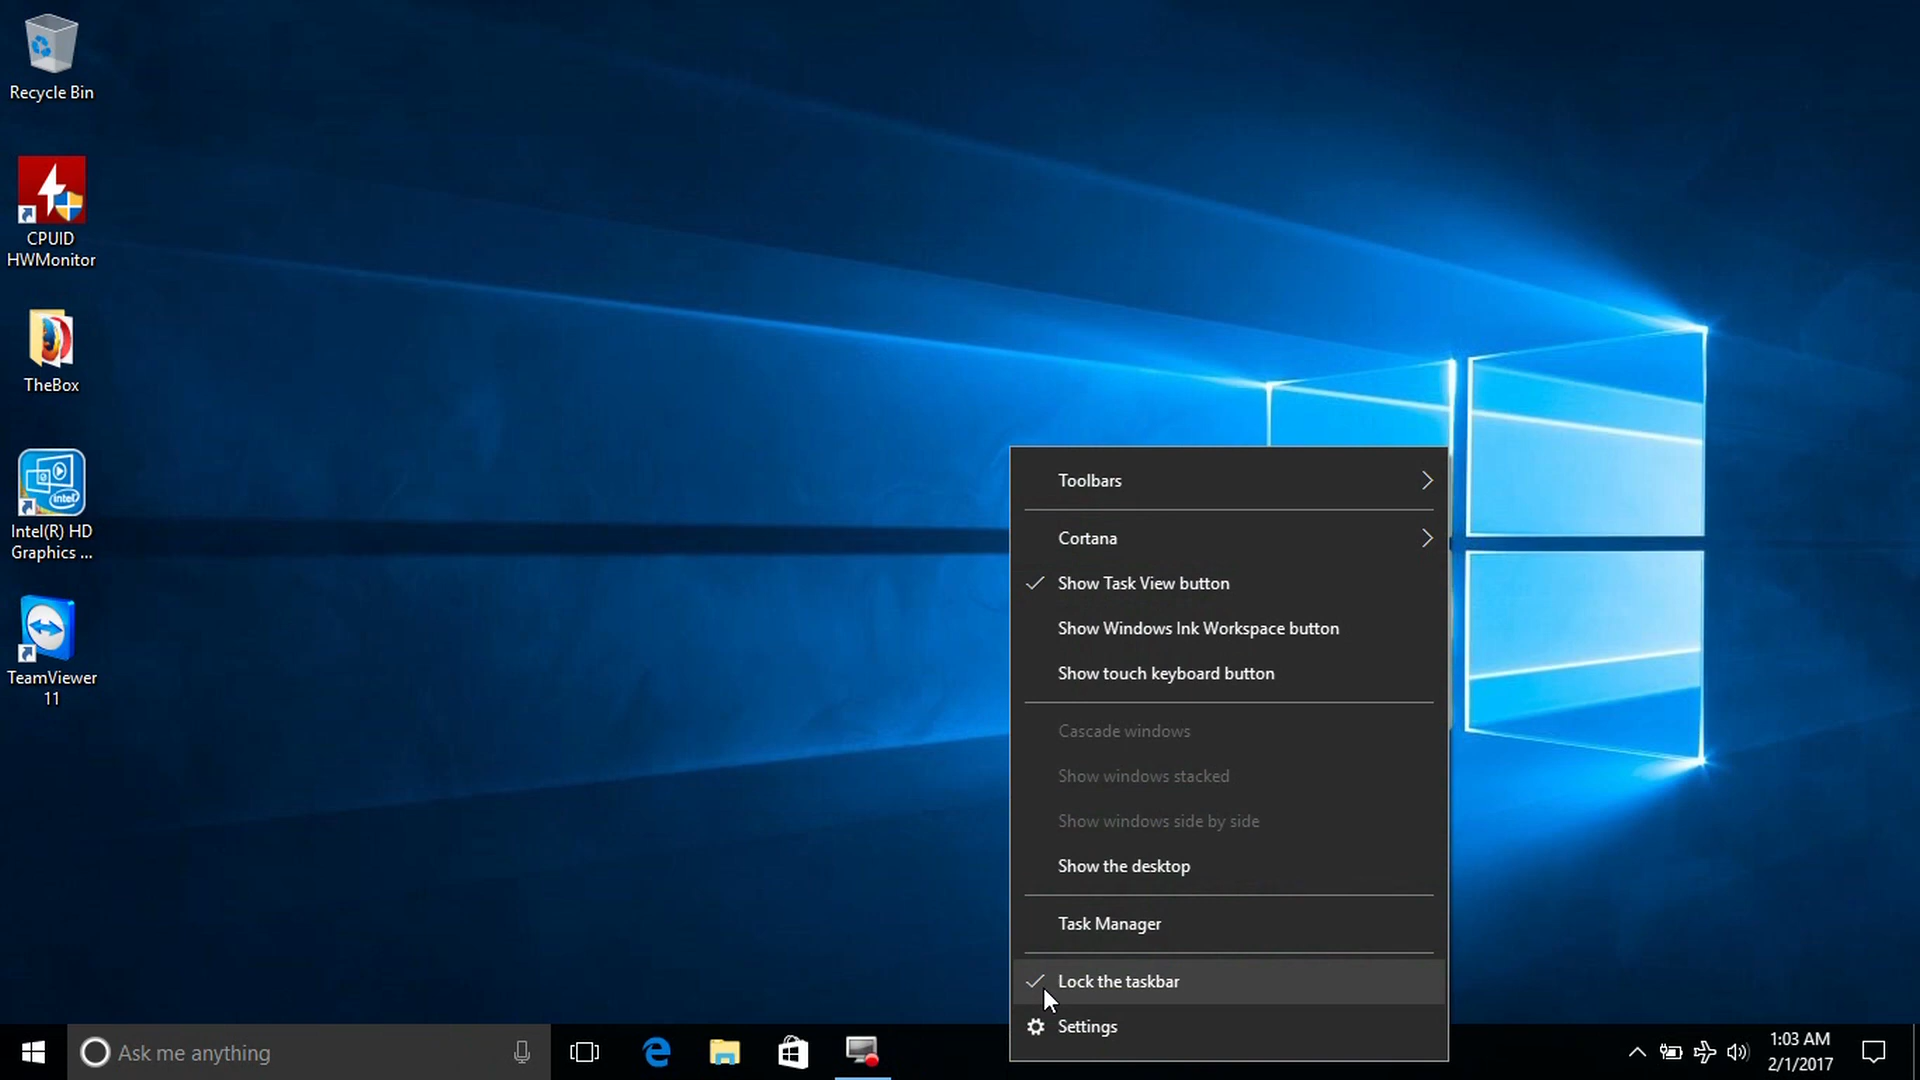 Recycle Bin
CPUID
HWMonitor
TheBox
intel
Intel(R) HD
Graphics ...
TeamViewer
11
Toolbars
Cortana
Show Task View button
Show Windows Ink Workspace button
Show touch keyboard button
Cascade windows
Show windows stacked
Show windows side by side
Show the desktop
Task Manager
Lock the taskbar
Settings
Ask me anything
1:03 AM
2/1/2017